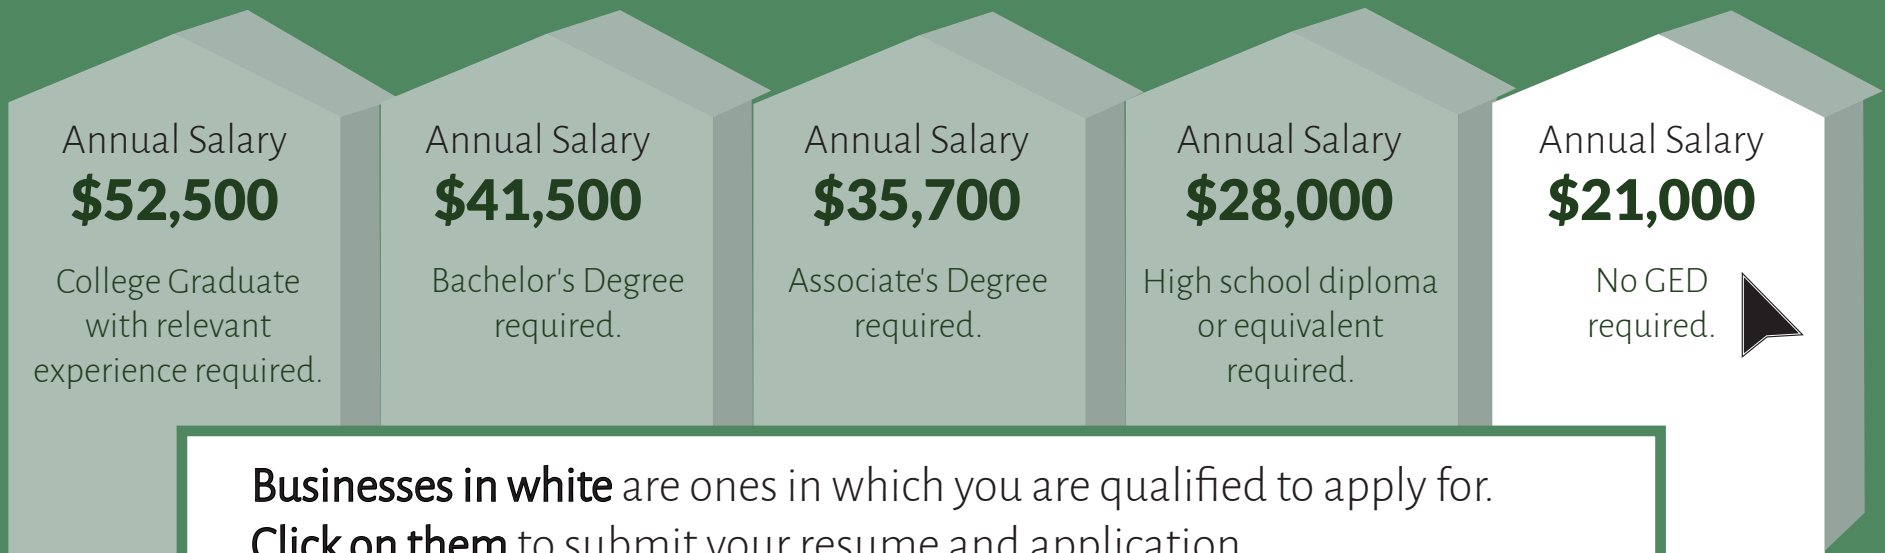 Annual Salary
$52,500
College Graduate
with relevant
experience required.
Annual Salary
$41,500
Bachelor's Degree
required.
Annual Salary
$35,700
Associate's Degree
required.
Annual Salary
$28,000
High school diploma
or equivalent
required.
Annual Salary
$21,000
No GED
required.
Businesses in white are ones in which you are qualified to apply for.
Click on them to submit your resume and application